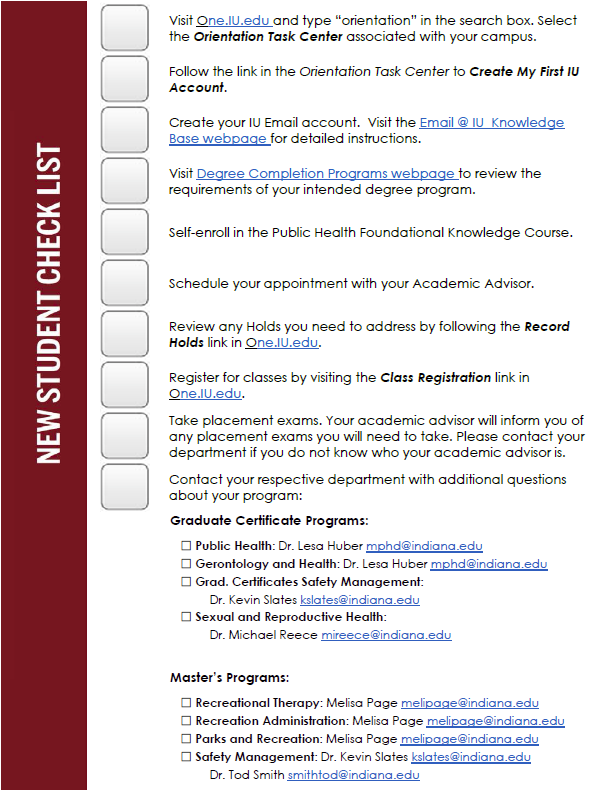 NEW STUDENT CHECK LIST
Visit One.IU.edu and type “orientation” in the search box. Select
the Orientation Task Center associated with your campus.
Follow the link in the Orientation Task Center to Create My First IU
Account.
Create your IU Email account.  Visit the Email @ IU  Knowledge
Base webpage for detailed instructions.
Visit Degree Completion Programs webpage to review the
requirements of your intended degree program.
Self-enroll in the Public Health Foundational Knowledge Course.
Schedule your appointment with your Academic Advisor.
Review any Holds you need to address by following the Record
Holds link in One.IU.edu.
Register for classes by visiting the Class Registration link in
One.IU.edu.
Take placement exams. Your academic advisor will inform you of
any placement exams you will need to take. Please contact your
department if you do not know who your academic advisor is.
Contact your respective department with additional questions
about your program:
Graduate Certificate Programs:
☐ Public Health: Dr. Lesa Huber mphd@indiana.edu
☐ Gerontology and Health: Dr. Lesa Huber mphd@indiana.edu
☐ Grad. Certificates Safety Management:
Dr. Kevin Slates kslates@indiana.edu
☐ Sexual and Reproductive Health:
Dr. Michael Reece mireece@indiana.edu
Master’s Programs:
☐ Recreational Therapy: Melisa Page melipage@indiana.edu
☐ Recreation Administration: Melisa Page melipage@indiana.edu
☐ Parks and Recreation: Melisa Page melipage@indiana.edu
☐ Safety Management: Dr. Kevin Slates kslates@indiana.edu
Dr. Tod Smith smithtod@indiana.edu